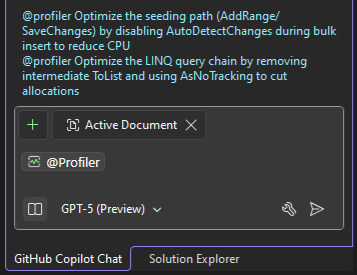 @profiler Optimize the seeding path (AddRange/
SaveChanges) by disabling AutoDetectChanges during bulk
insert to reduce CPU
@profiler Optimize the LINQ query chain by removing
intermediate ToList and using AsNoTracking to cut
allocations
Active Document
@Profiler
GPT-5 (Preview)
GitHub Copilot Chat Solution Explorer